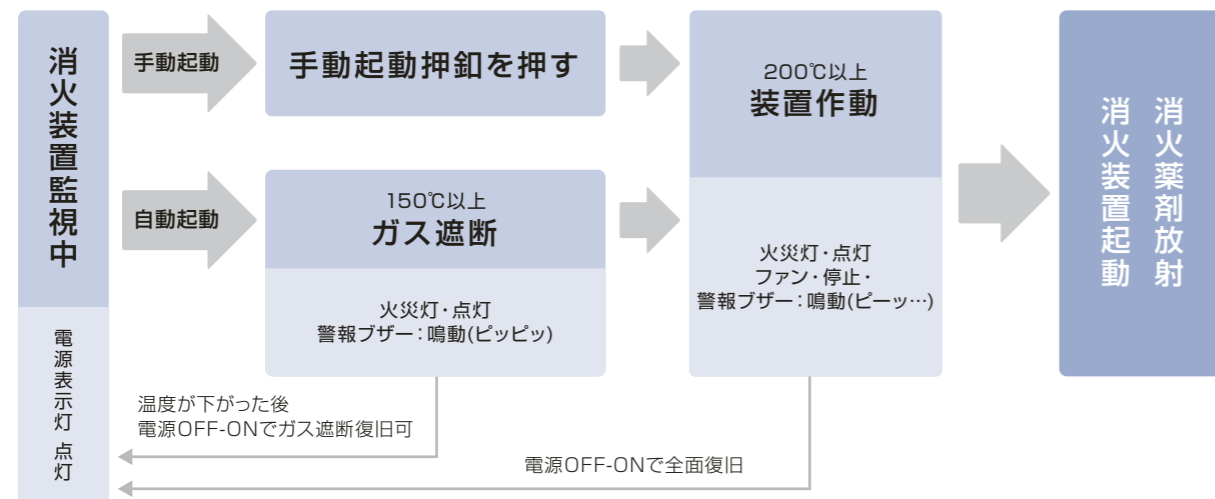 消火装置監視中
電源表示灯 点灯
手動起動
手動起動押釦を押す
自動起動
150℃以上
ガス遮断
火災灯・点灯
警報ブザー：鳴動(ピッピッ)
200℃以上
装置作動
火災灯・点灯
ファン・停止・
警報ブザー：鳴動(ピーッ…)
消火薬剤放射
消火装置起動
温度が下がった後
電源OFF-ONでガス遮断復旧可
電源OFF-ONで全面復旧